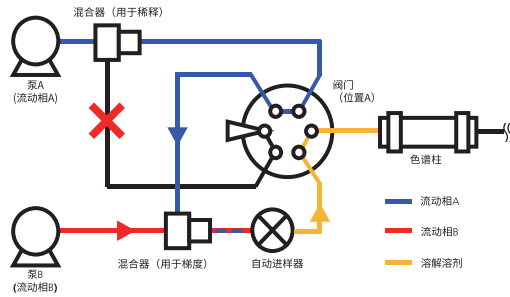 混合器（用于稀释）
泵A
(流动相A)
阀门
（位置A）
色谱柱
流动相A
流动相B
溶解溶剂
泵B
(流动相B)
混合器（用于梯度）
自动进样器